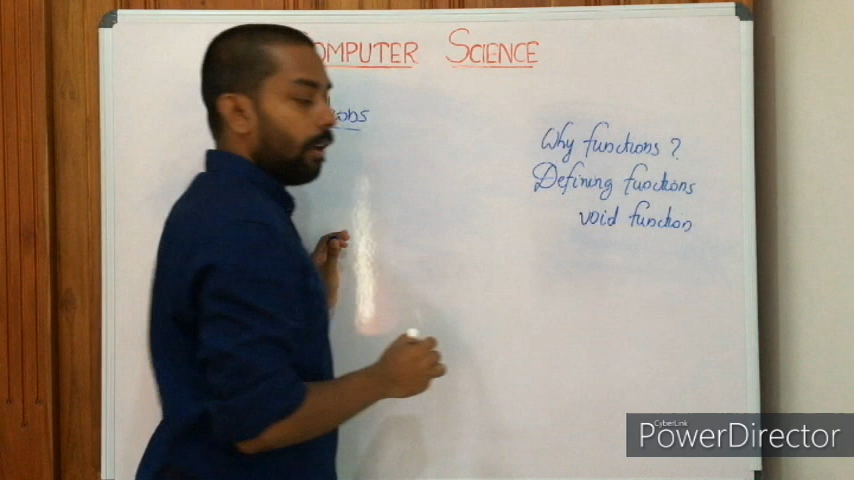 OMPUTER SCIENCE
Why functions?
Defining functions
void function
CyberLink
PowerDirector